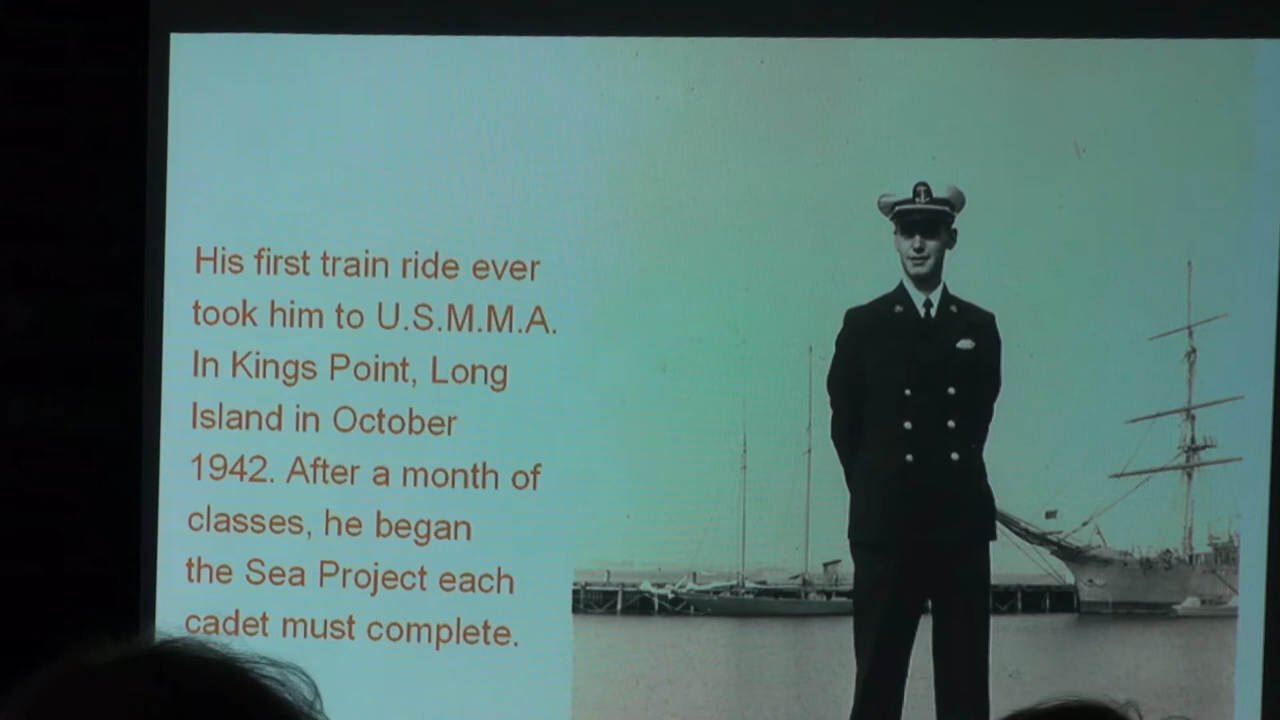 His first train ride ever
took him to U.S.M.M.A.
In Kings Point, Long
Island in October
1942. After a month of
classes, he began
the Sea Project each
cadet must complete.